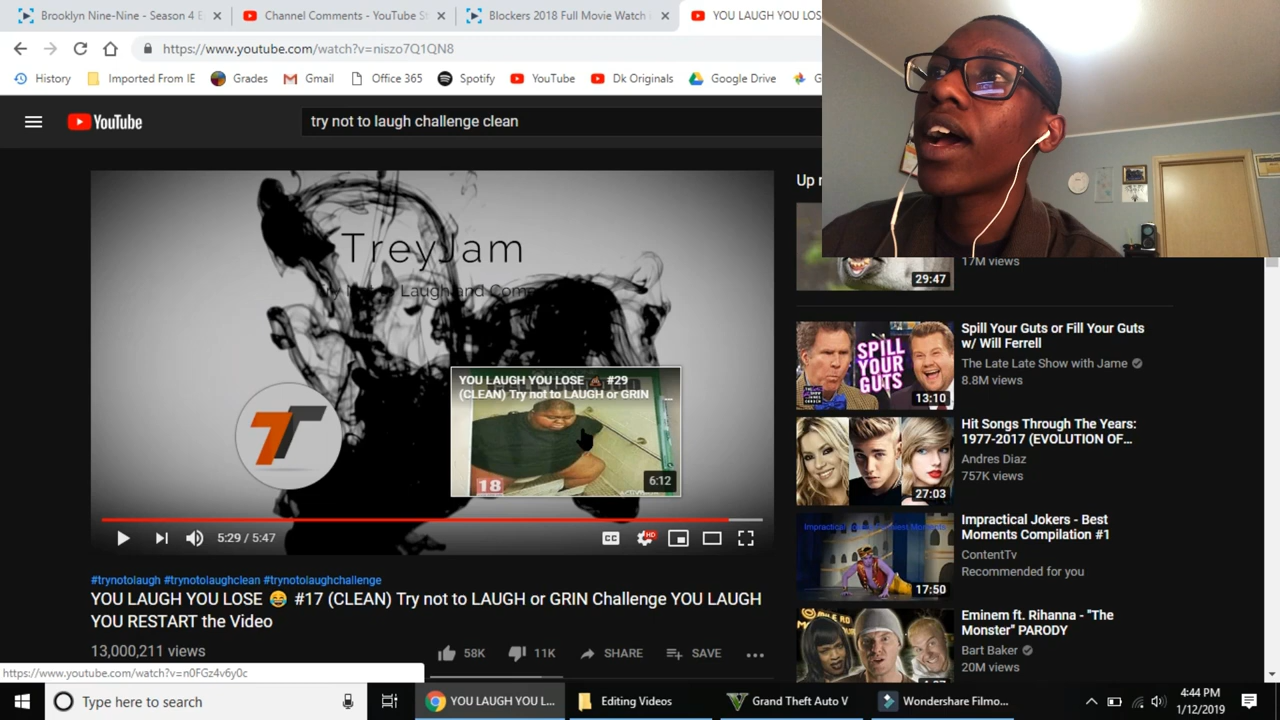 Brooklyn Nine-Nine - Season 4 E
Channel Comments - YouTube S
Blockers 2018 Full Movie Watch
YOU LAUGH YOU LOS
https://www.youtube.com/watch?v=niszo7Q1QN8
History
Imported From IE
Grades
Gmail
Office 365
Spotify
YouTube
Dk Originals
Google Drive
G
YouTube
try not to laugh challenge clean
TreyJam
Up n
17M views
29:47
YOU LAUGH YOU LOSE 💩 #29
(CLEAN) Try not to LAUGH or GRIN
18
6:12
SPILL
YOUR
GUTS
13:10
Spill Your Guts or Fill Your Guts
w/ Will Ferrell
The Late Late Show with Jame
8.8M views
27:03
Hit Songs Through The Years:
1977-2017 (EVOLUTION OF...
Andres Diaz
757K views
17:50
Impractical Jokers - Best
Moments Compilation #1
ContentTv
Recommended for you
Eminem ft. Rihanna - "The
Monster" PARODY
Bart Baker
20M views
5:29 / 5:47
CC
HD
#trynotolaugh #trynotolaughclean #trynotolaughchallenge
YOU LAUGH YOU LOSE 😂 #17 (CLEAN) Try not to LAUGH or GRIN Challenge YOU LAUGH
YOU RESTART the Video
13,000,211 views
58K
11K
SHARE
SAVE
https://www.youtube.com/watch?v=n0FGz4v6y0c
Type here to search
YOU LAUGH YOU L...
Editing Videos
Grand Theft Auto V
Wondershare Filmo...
4:44 PM
1/12/2019